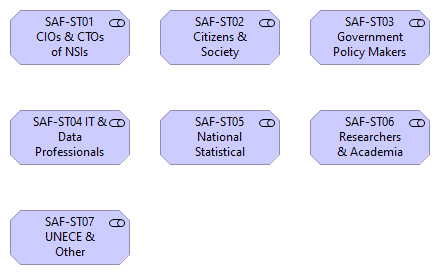 SAF-ST01
CIOs & CTOs
of NSIs
SAF-ST02
Citizens &
Society
SAF-ST03
Government
Policy Makers
SAF-ST04 IT &
Data
Professionals
SAF-ST05
National
Statistical
SAF-ST06
Researchers
& Academia
SAF-ST07
UNECE &
Other